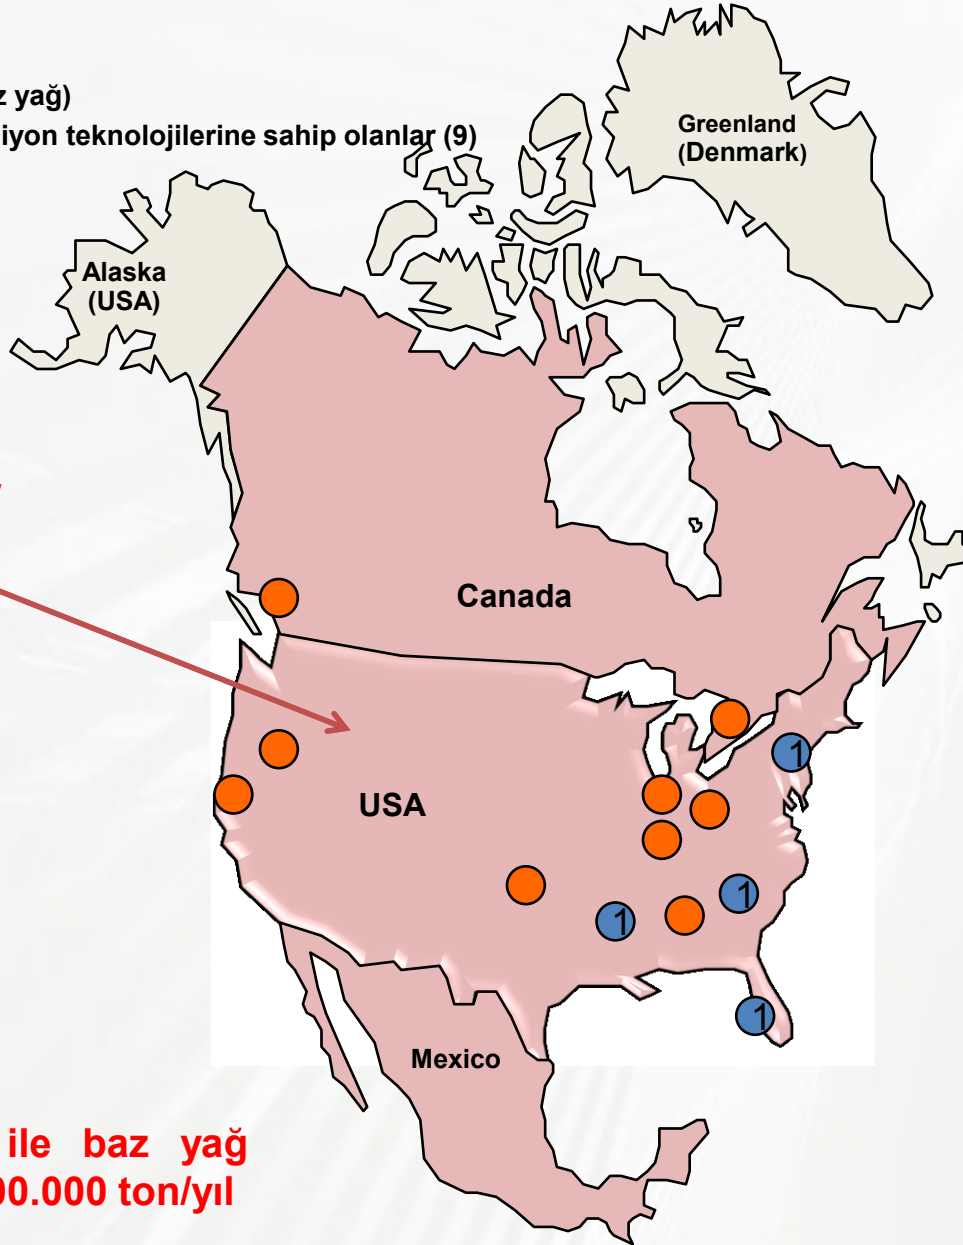 z yağ)
iyon teknolojilerine sahip olanlar (9)
Greenland
(Denmark)
Alaska
(USA)
Canada
1
USA
1
1
1
Mexico
ile baz yağ
00.000 ton/yıl